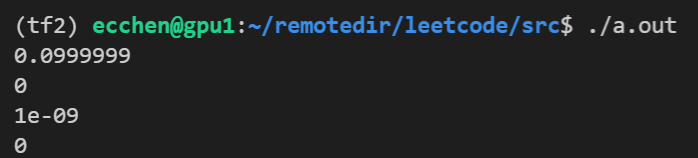 (tf2) ecchen@gpu1:~/remotedir/leetcode/src$ ./a.out
0.0999999
0
1e-09
0